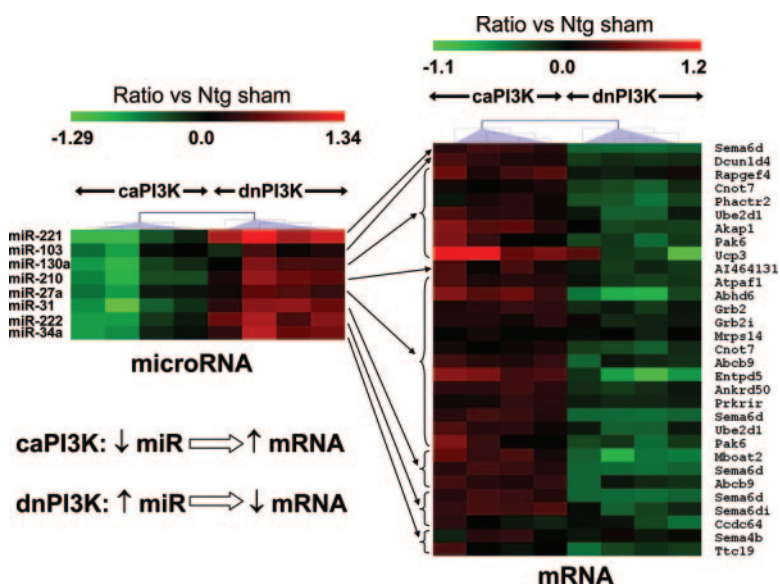 Ratio vs Ntg sham
-1.1 0.0 1.2
caPI3K dnPI3K
Ratio vs Ntg sham
-1.29 0.0 1.34
caPI3K dnPI3K
miR-221
miR-103
miR-130a
miR-210
miR-27a
miR-31
miR-222
miR-34a
microRNA
caPI3K: ↓ miR ⇨ ↑ mRNA
dnPI3K: ↑ miR ⇨ ↓ mRNA
Sema6d
Dcun1d4
Rapgef4
Cnot7
Phactr2
Ube2d1
Akap1
Pak6
Ucp3
AI464131
Atpaf1
Abhd6
Grb2
Grb2i
Mrps14
Cnot7
Abcb9
Entpd5
Ankrd50
Prkrir
Sema6d
Ube2d1
Pak6
Mboat2
Sema6d
Abcb9
Sema6d
Sema6di
Ccdc64
Sema4b
Ttc19
mRNA